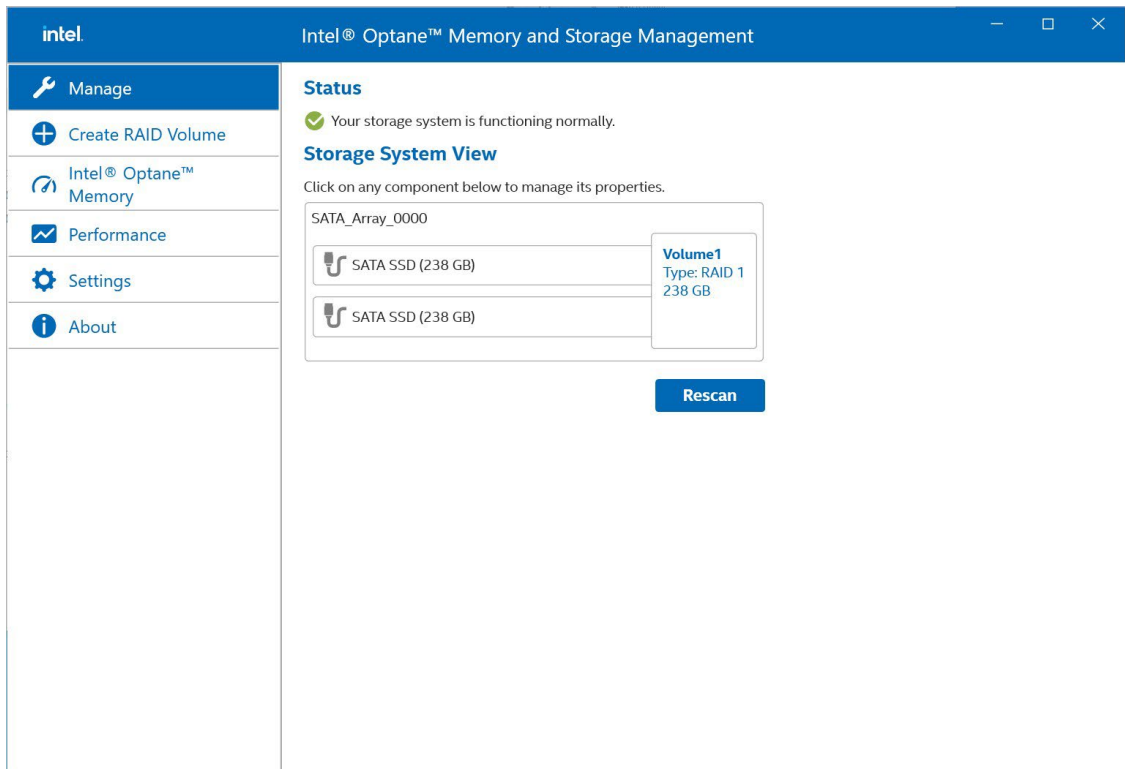 intel.
Intel® Optane™ Memory and Storage Management
Manage
Create RAID Volume
Intel® Optane™
Memory
Performance
Settings
About
Status
Your storage system is functioning normally.
Storage System View
Click on any component below to manage its properties.
SATA_Array_0000
SATA SSD (238 GB)
SATA SSD (238 GB)
Volume1
Type: RAID 1
238 GB
Rescan